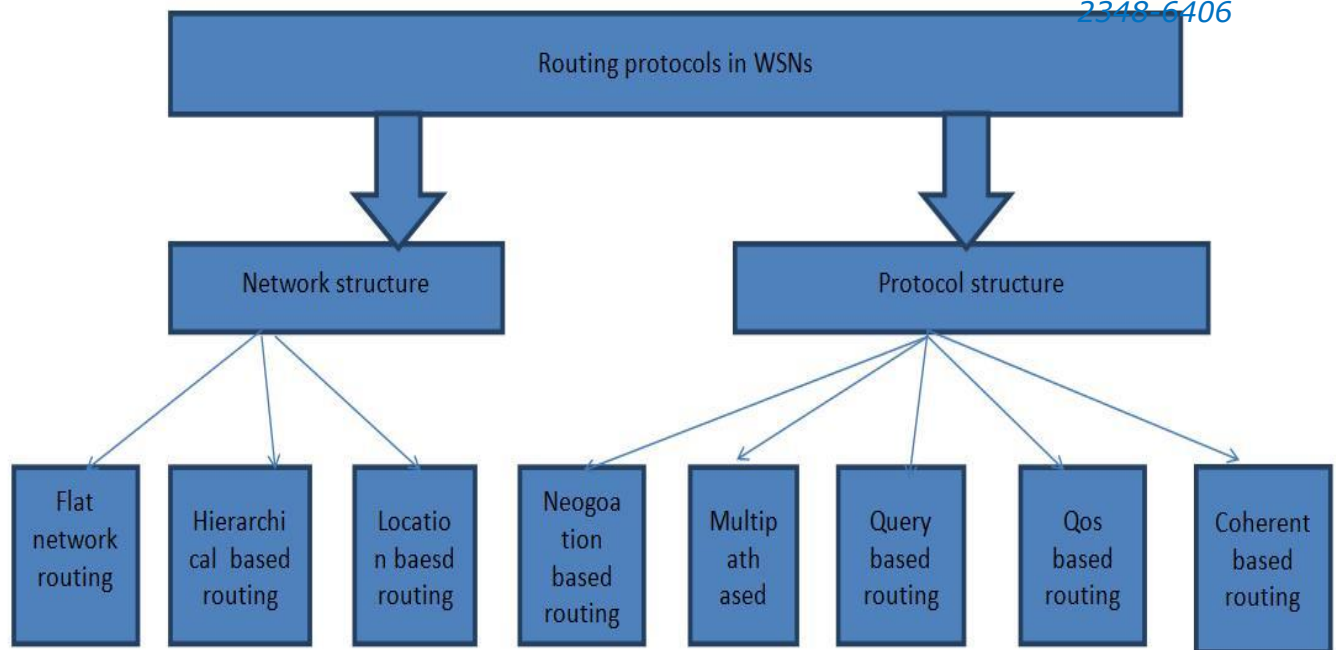 2348-6406
Routing protocols in WSNs
Network structure
Protocol structure
Flat
network
routing
Hierarchi
cal based
routing
Locatio
n baesd
routing
Neogoa
tion
based
routing
Multip
ath
ased
Query
based
routing
Qos
based
routing
Coherent
based
routing